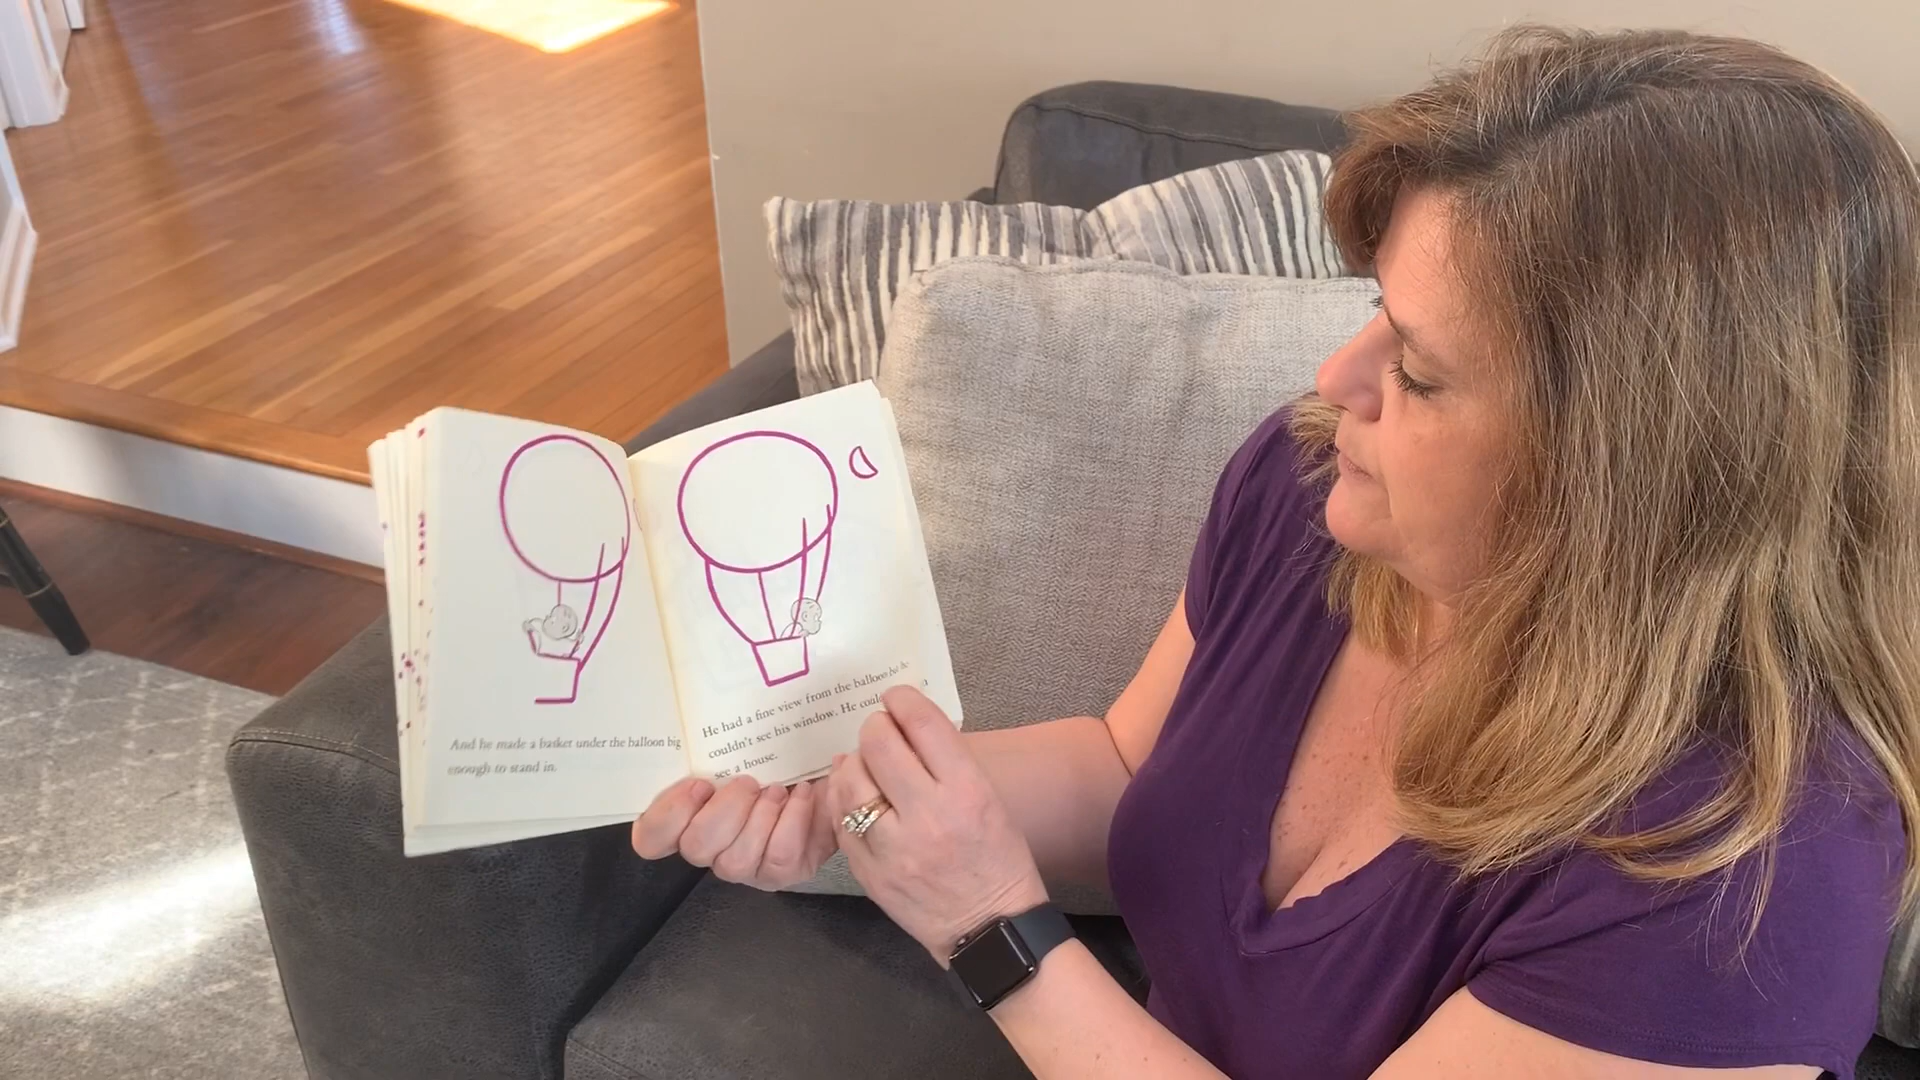 And he made a basket under the balloon big
enough to stand in.
He had a fine view from the balloon but he
couldn't see his window. He could
see a house.